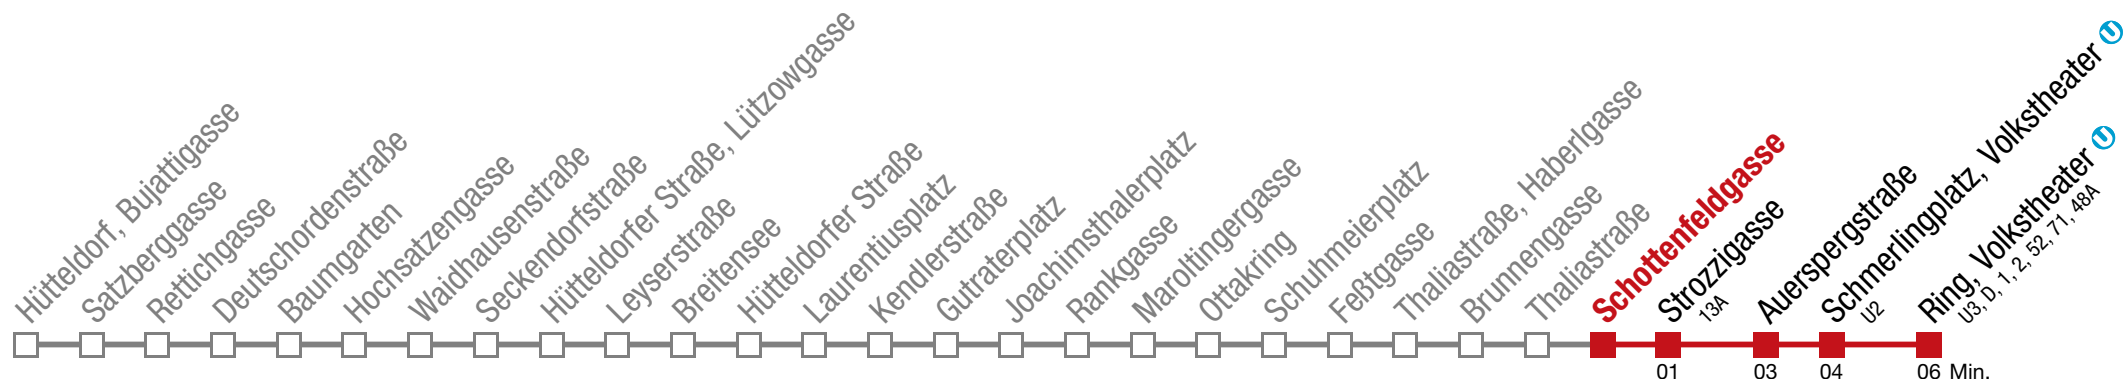 Hütteldorf, Bujattigasse
Satzberggasse
Rettichgasse
Deutschordenstraße
Baumgarten
Hochsatzengasse
Waidhausenstraße
Seckendorfstraße
Hütteldorfer Straße, Lützowgasse
Leyserstraße
Breitensee
Hütteldorfer Straße
Laurentiusplatz
Kendlerstraße
Gutraterplatz
Joachimsthalerplatz
Rankgasse
Maroltingergasse
Ottakring
Schuhmeierplatz
Feßtgasse
Thaliastraße, Haberlgasse
Brunnengasse
Thaliastraße
Schottenfeldgasse
Strozzigasse
13A
Auerspergstraße
Schmerlingplatz, Volkstheater U
U2
Ring, Volkstheater U
U3, D, 1, 2, 52, 71, 48A
01 03 04 06 Min.